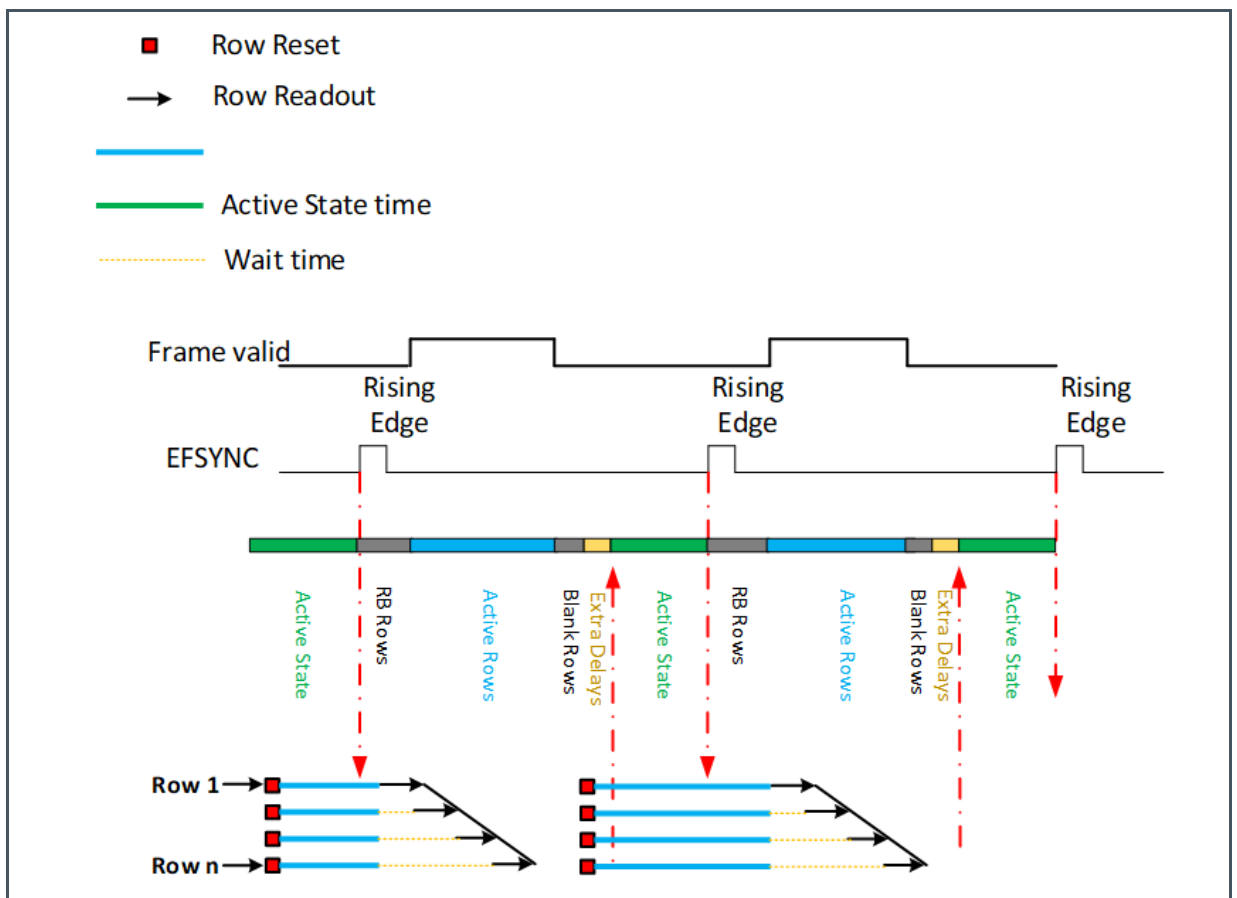 Row Reset
Row Readout
Active State time
Wait time
Frame valid
Rising
Edge
Rising
Edge
Rising
Edge
EFSYNC
Active State
RB Rows
Active Rows
Blank Rows
Extra Delays
Active State
RB Rows
Active Rows
Blank Rows
Extra Delays
Active State
Row 1
Row n